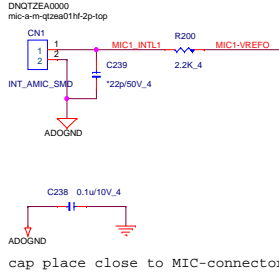 DNQTZEA0000
mic-a-m-qtzea01hf-2p-top
CN1
R200
1 1 MIC1_INTL1 MIC1-VREFO
2 2
C239 2.2K_4
INT_AMIC_SMD
*22p/50V_4
ADOGND
C238 0.1u/10V_4
ADOGND
cap place close to MIC-connector